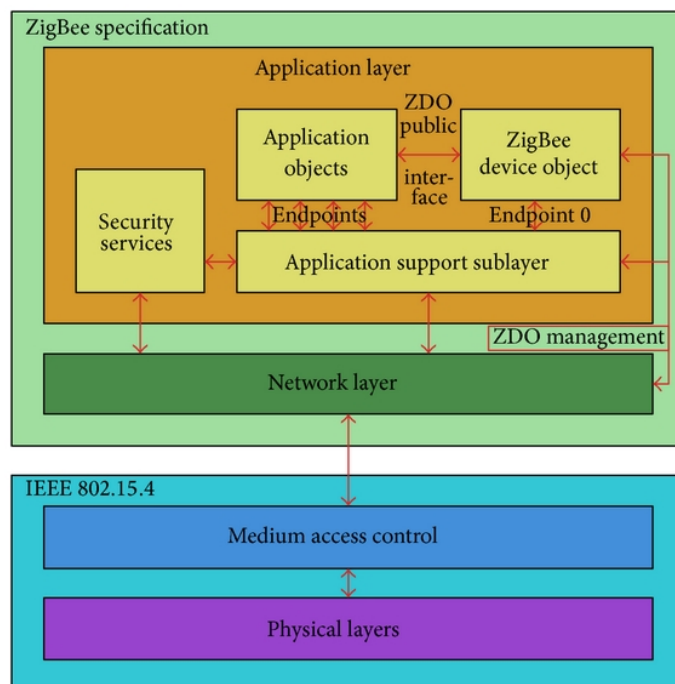 ZigBee specification
Application layer
Application
objects
ZDO
public
inter-
face
ZigBee
device object
Security
services
Endpoints
Endpoint 0
Application support sublayer
ZDO management
Network layer
IEEE 802.15.4
Medium access control
Physical layers